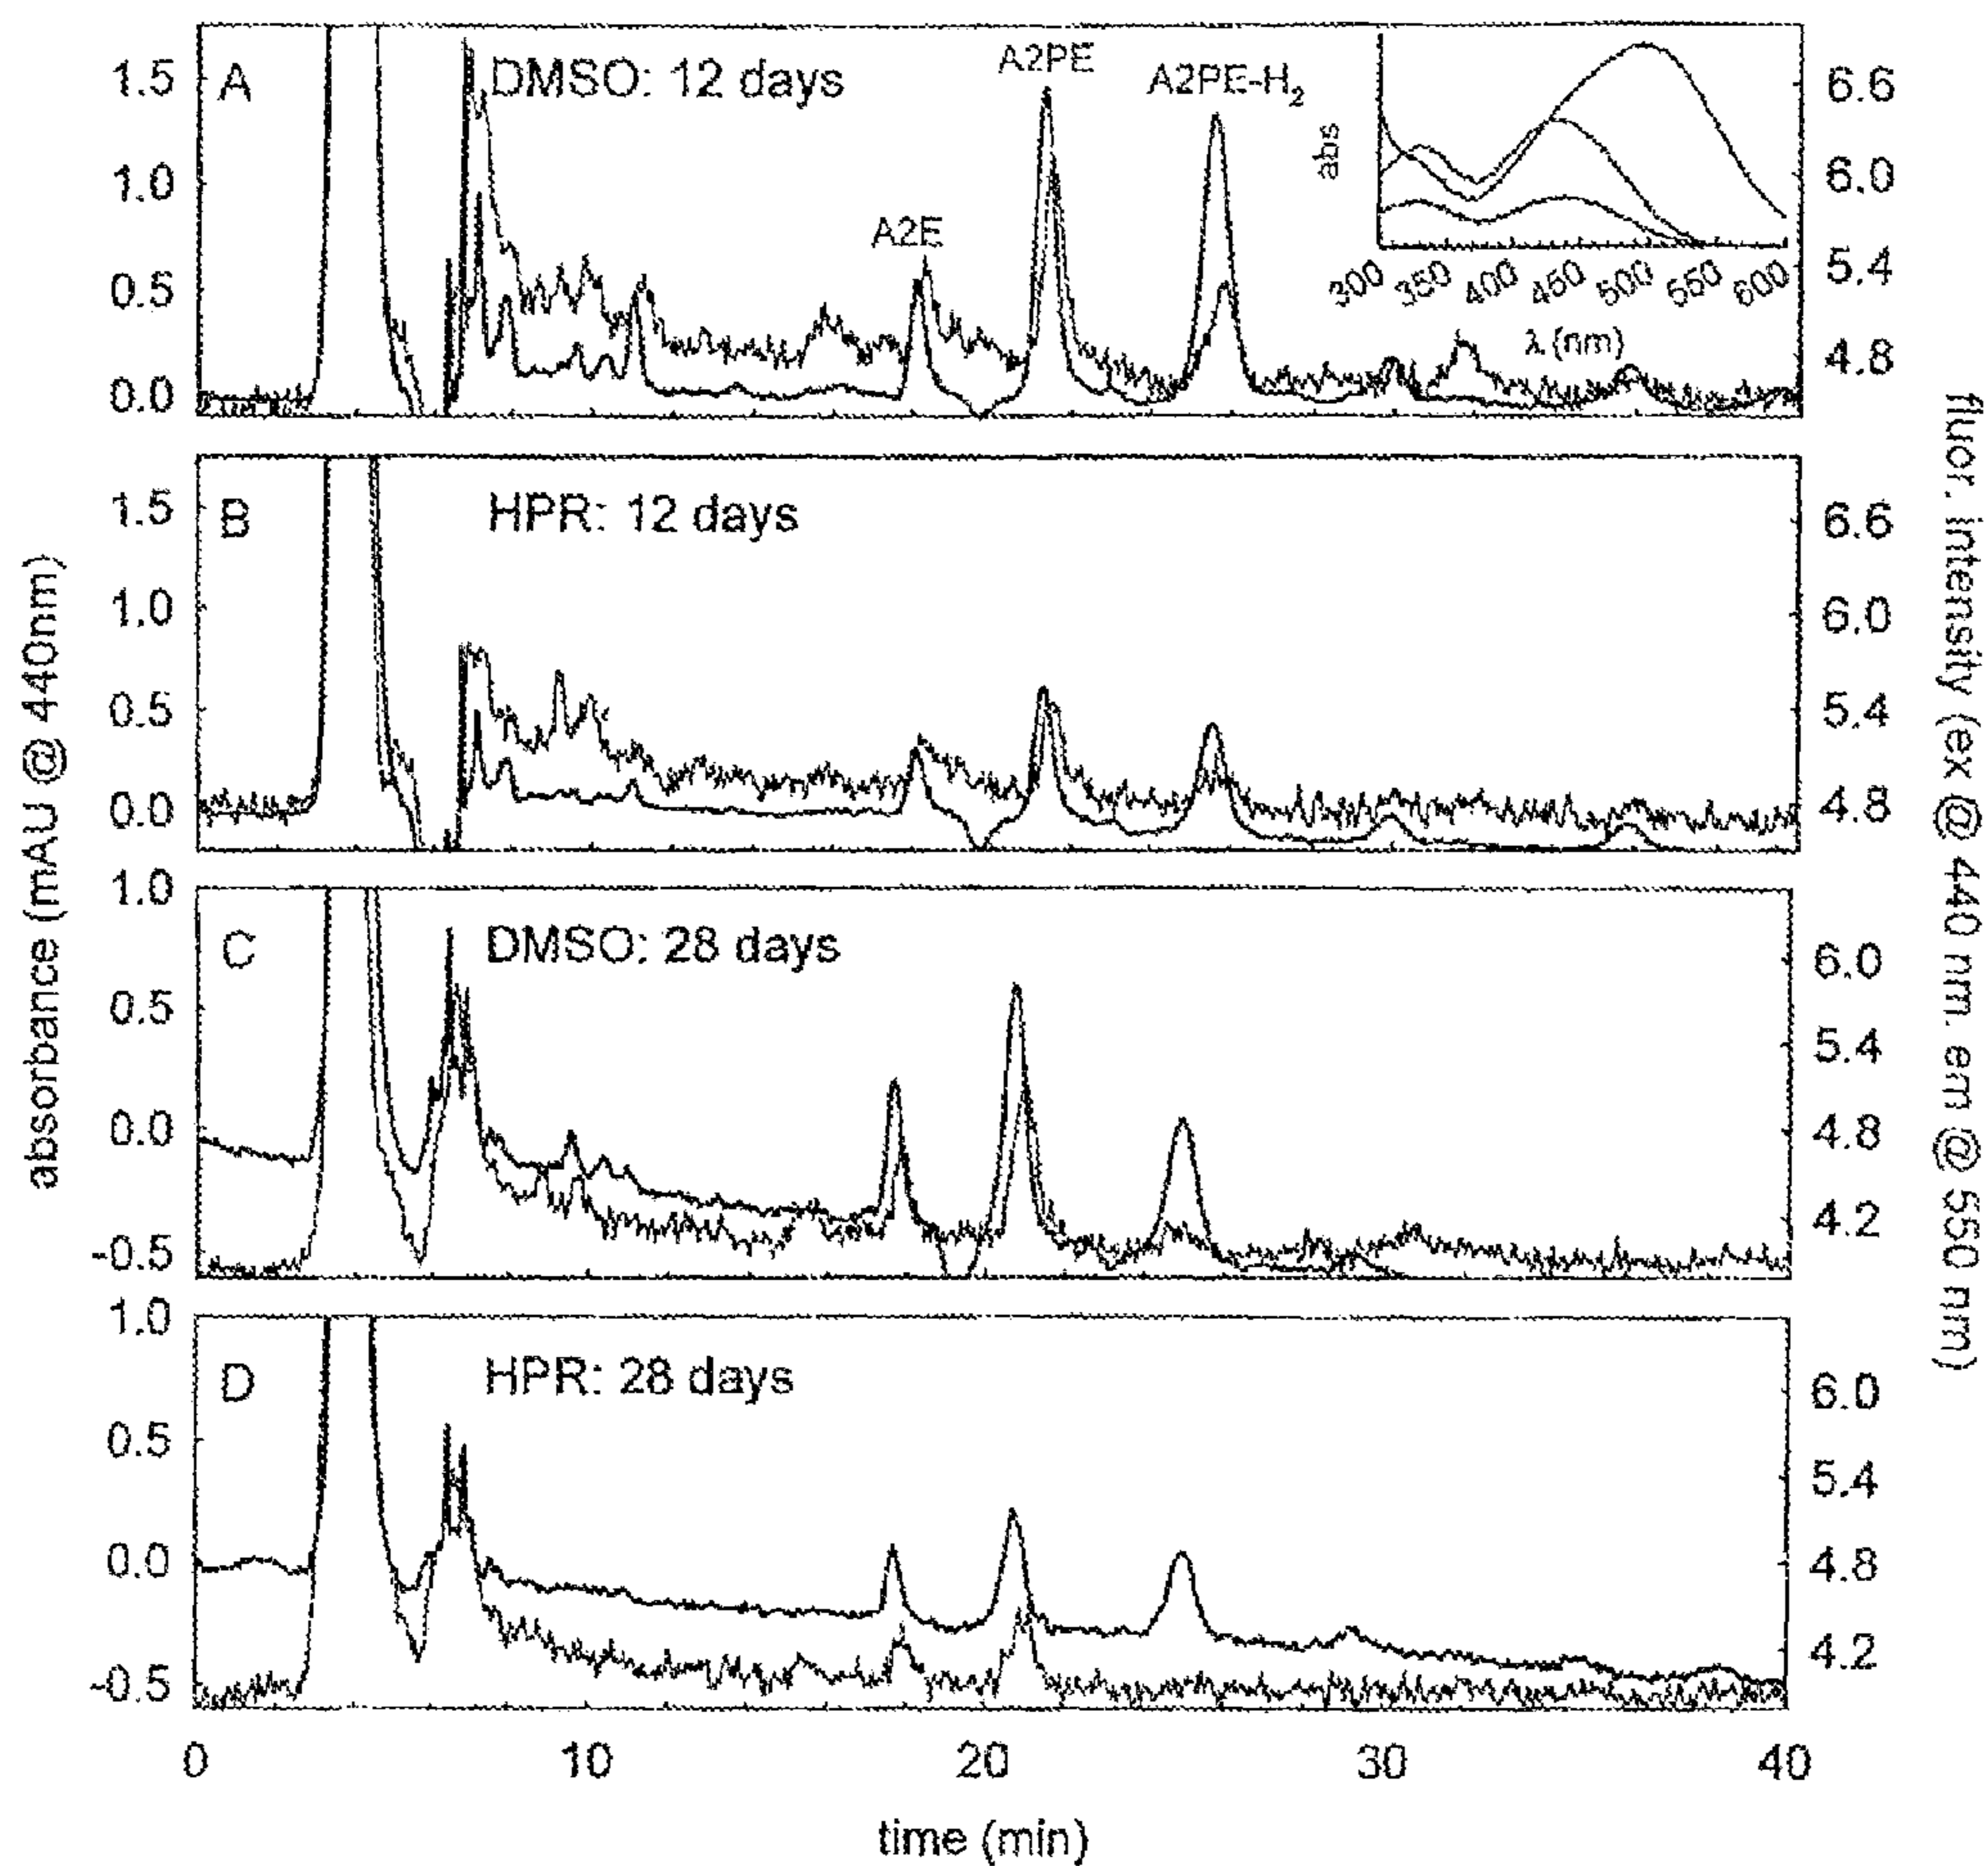 absorbance (mAU @ 440nm)
fluor. intensity (ex @ 440 nm. em @ 550 nm)
A
DMSO: 12 days
A2E
A2PE
A2PE-H₂
1.5
1.0
0.5
0.0
6.6
6.0
5.4
4.8
abs
300 350 400 450 500 550 600
λ (nm)
B
HPR: 12 days
1.5
1.0
0.5
0.0
6.6
6.0
5.4
4.8
C
DMSO: 28 days
1.0
0.5
0.0
-0.5
6.0
5.4
4.8
4.2
D
HPR: 28 days
1.0
0.5
0.0
-0.5
6.0
5.4
4.8
4.2
0 10 20 30 40
time (min)